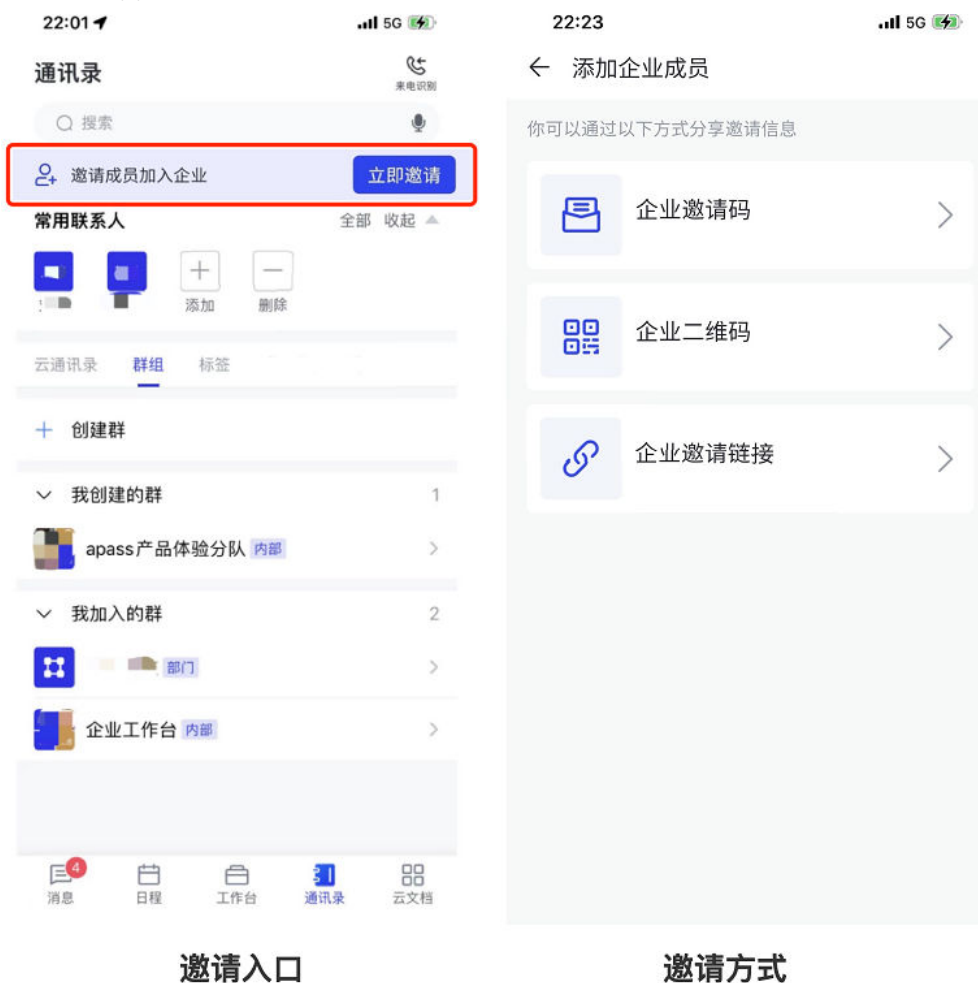 22:01
5G
通讯录
来电识别
搜索
邀请成员加入企业
立即邀请
常用联系人
全部 收起
添加
删除
云通讯录 群组 标签
创建群
我创建的群 1
apass产品体验分队 内部
我加入的群 2
部门
企业工作台 内部
4
消息 日程 工作台 通讯录 云文档
邀请入口
22:23
5G
添加企业成员
你可以通过以下方式分享邀请信息
企业邀请码
企业二维码
企业邀请链接
邀请方式